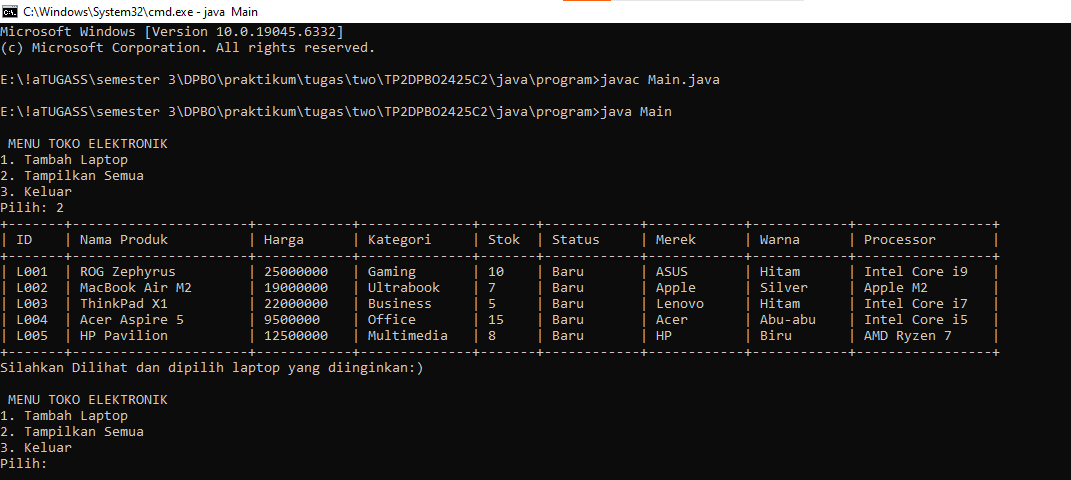 C:\Windows\System32\cmd.exe - java  Main
Microsoft Windows [Version 10.0.19045.6332]
(c) Microsoft Corporation. All rights reserved.
E:\!aTUGASS\semester 3\DPBO\praktikum\tugas\two\TP2DPBO2425C2\java\program>javac Main.java
E:\!aTUGASS\semester 3\DPBO\praktikum\tugas\two\TP2DPBO2425C2\java\program>java Main
 MENU TOKO ELEKTRONIK
1. Tambah Laptop
2. Tampilkan Semua
3. Keluar
Pilih: 2
+-------+----------------------+------------+--------------+-------+------------+------------+------------+-----------------+
| ID    | Nama Produk          | Harga      | Kategori     | Stok  | Status     | Merek      | Warna      | Processor       |
+-------+----------------------+------------+--------------+-------+------------+------------+------------+-----------------+
| L001  | ROG Zephyrus         | 25000000   | Gaming       | 10    | Baru       | ASUS       | Hitam      | Intel Core i9   |
| L002  | MacBook Air M2       | 19000000   | Ultrabook    | 7     | Baru       | Apple      | Silver     | Apple M2        |
| L003  | ThinkPad X1          | 22000000   | Business     | 5     | Baru       | Lenovo     | Hitam      | Intel Core i7   |
| L004  | Acer Aspire 5        | 9500000    | Office       | 15    | Baru       | Acer       | Abu-abu    | Intel Core i5   |
| L005  | HP Pavilion          | 12500000   | Multimedia   | 8     | Baru       | HP         | Biru       | AMD Ryzen 7     |
+-------+----------------------+------------+--------------+-------+------------+------------+------------+-----------------+
Silahkan Dilihat dan dipilih laptop yang diinginkan:)
 MENU TOKO ELEKTRONIK
1. Tambah Laptop
2. Tampilkan Semua
3. Keluar
Pilih: